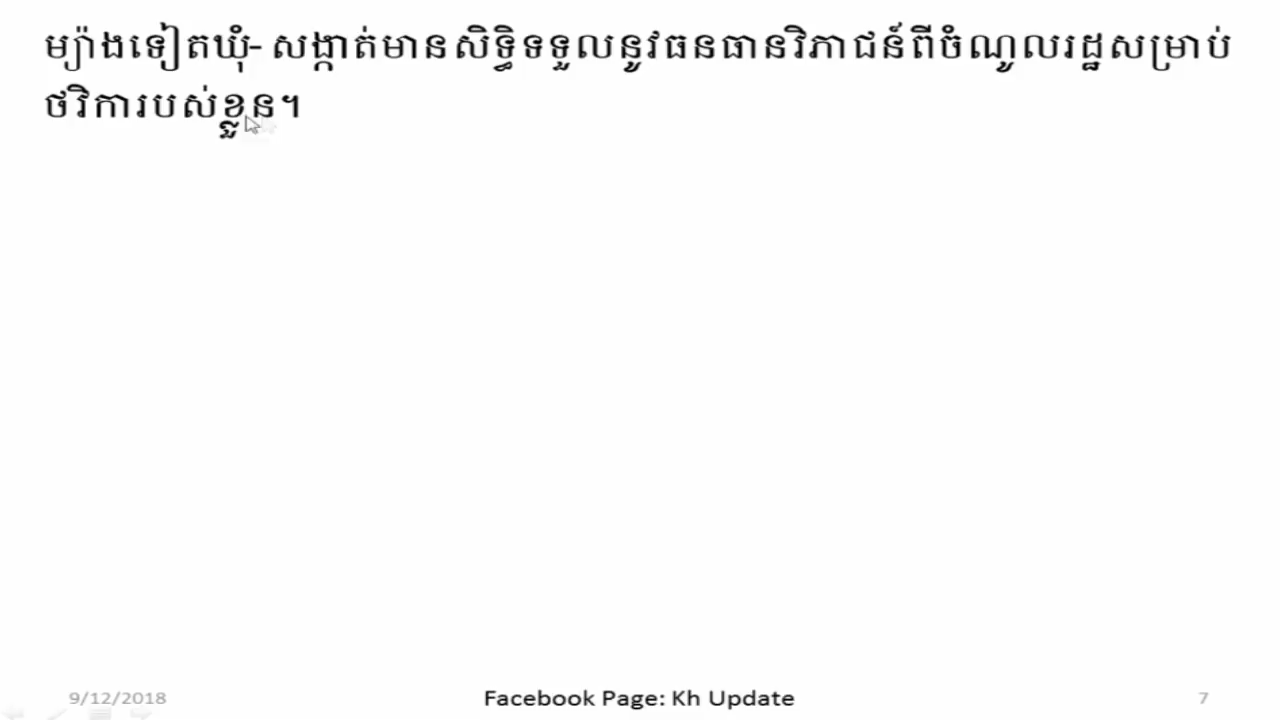 ម្យ៉ាងទៀតឃុំ- សង្កាត់មានសិទ្ធិទទួលនូវធនធានវិភាជន៍ពីចំណូលរដ្ឋសម្រាប់
ថវិការបស់ខ្លួន។
9/12/2018
Facebook Page: Kh Update
7